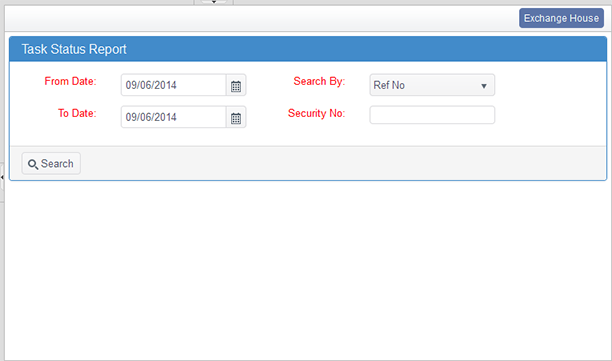 Exchange House
Task Status Report
From Date: 09/06/2014 Search By: Ref No
To Date: 09/06/2014 Security No:
Search